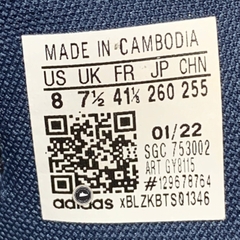 MADE IN CAMBODIA
US UK FR JP CHN
8 7½ 41⅓ 260 255
01/22
SGC 753002
ART GY8115
#129678764
adidas xBLZKBTS01346